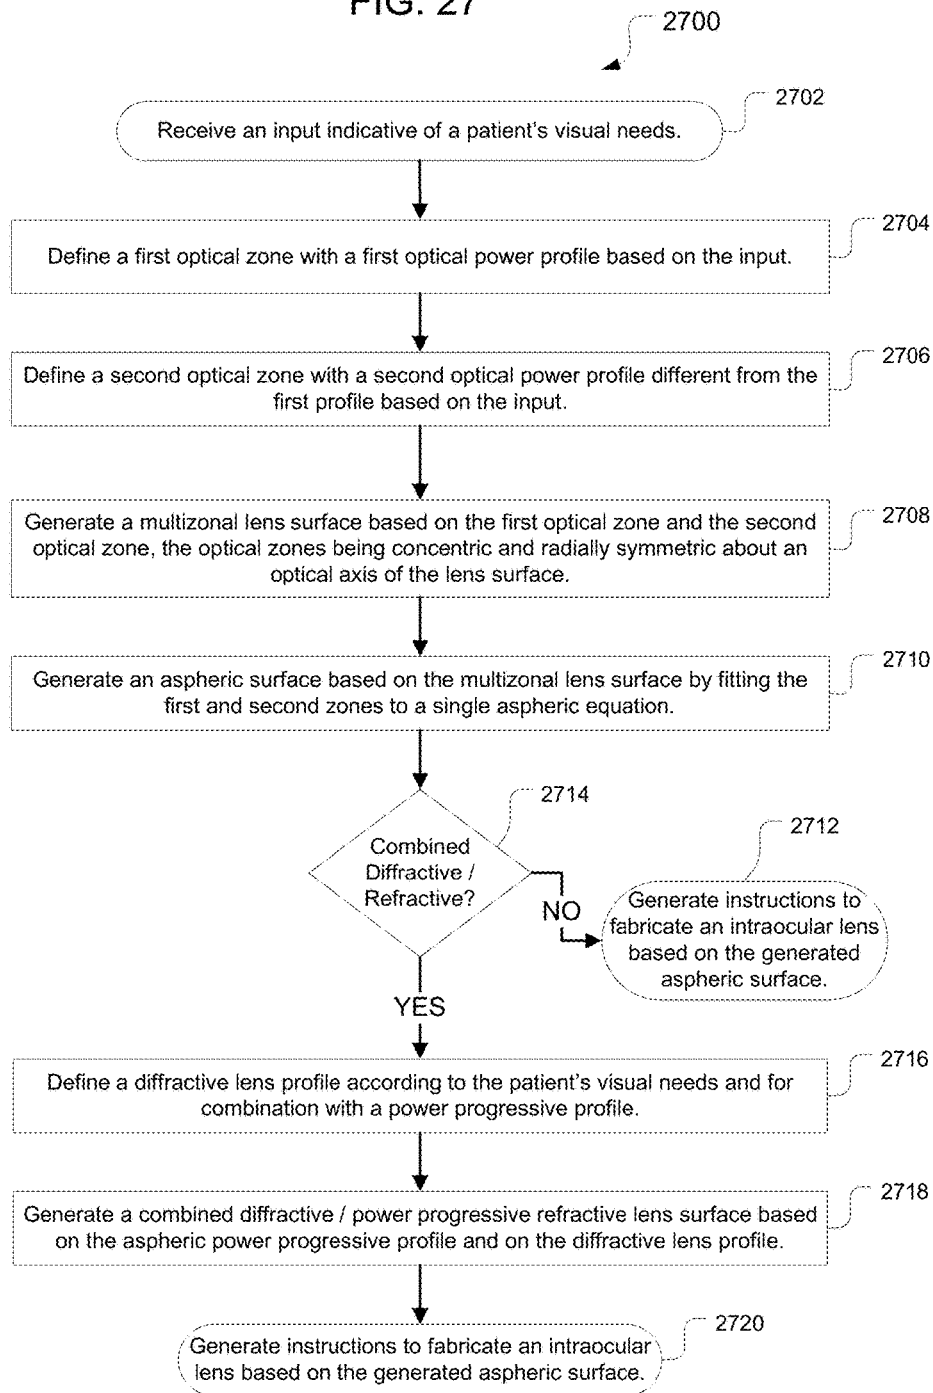 FIG. 27
2700
2702
Receive an input indicative of a patient's visual needs.
2704
Define a first optical zone with a first optical power profile based on the input.
2706
Define a second optical zone with a second optical power profile different from the
first profile based on the input.
2708
Generate a multizonal lens surface based on the first optical zone and the second
optical zone, the optical zones being concentric and radially symmetric about an
optical axis of the lens surface.
2710
Generate an aspheric surface based on the multizonal lens surface by fitting the
first and second zones to a single aspheric equation.
2714
Combined
Diffractive /
Refractive?
2712
NO
Generate instructions to
fabricate an intraocular lens
based on the generated
aspheric surface.
YES
2716
Define a diffractive lens profile according to the patient's visual needs and for
combination with a power progressive profile.
2718
Generate a combined diffractive / power progressive refractive lens surface based
on the aspheric power progressive profile and on the diffractive lens profile.
2720
Generate instructions to fabricate an intraocular
lens based on the generated aspheric surface.